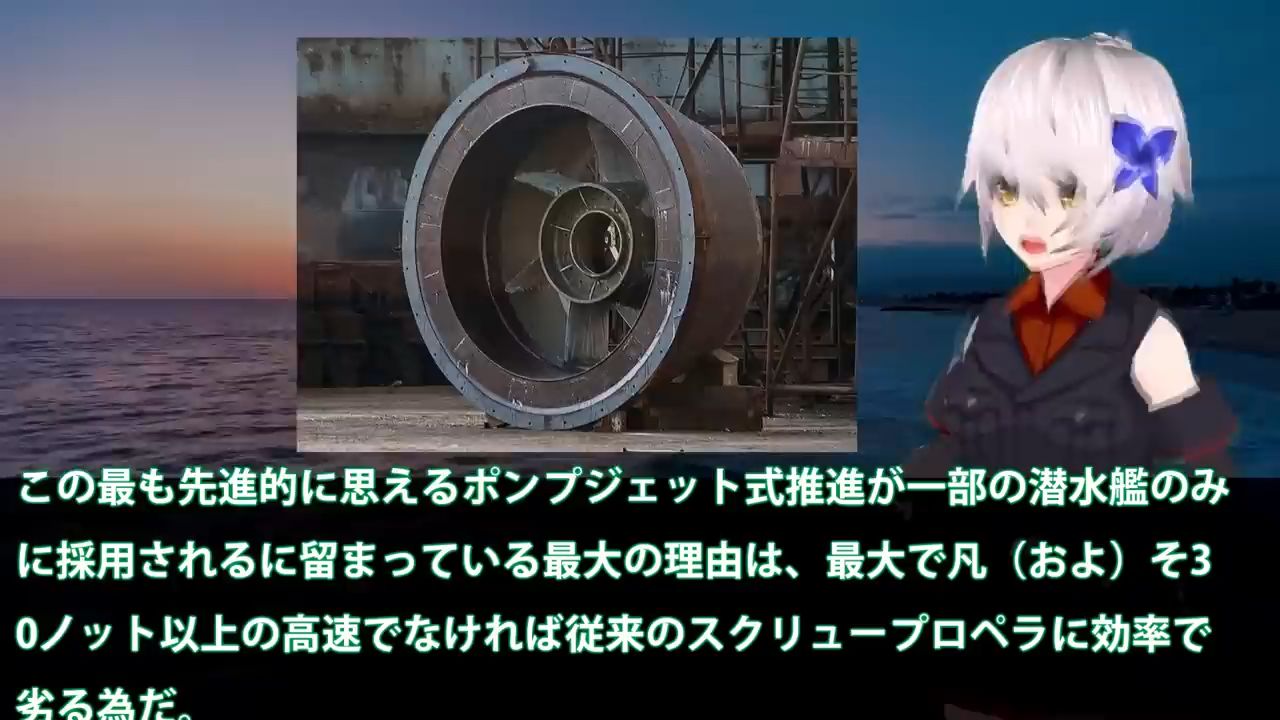 この最も先進的に思えるポンプジェット式推進が一部の潜水艦のみ
に採用されるに留まっている最大の理由は、最大で凡（およ）そ3
0ノット以上の高速でなければ従来のスクリュープロペラに効率で
劣る為だ。